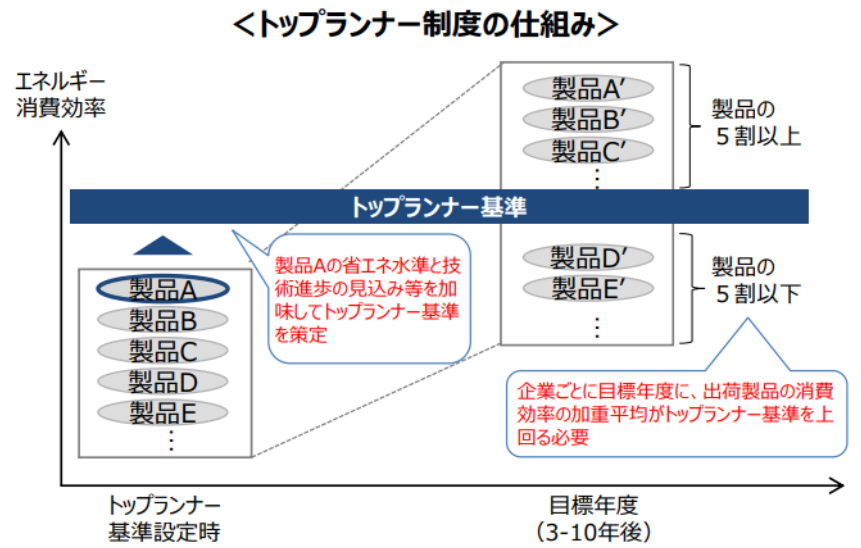 ＜トップランナー制度の仕組み＞
エネルギー
消費効率
製品A′
製品B′
製品C′
⋮
製品の
５割以上
トップランナー基準
製品A
製品B
製品C
製品D
製品E
⋮
製品Aの省エネ水準と技
術進歩の見込み等を加
味してトップランナー基準
を策定
製品D′
製品E′
⋮
製品の
５割以下
企業ごとに目標年度に、出荷製品の消費
効率の加重平均がトップランナー基準を上
回る必要
トップランナー
基準設定時
目標年度
（3-10年後）